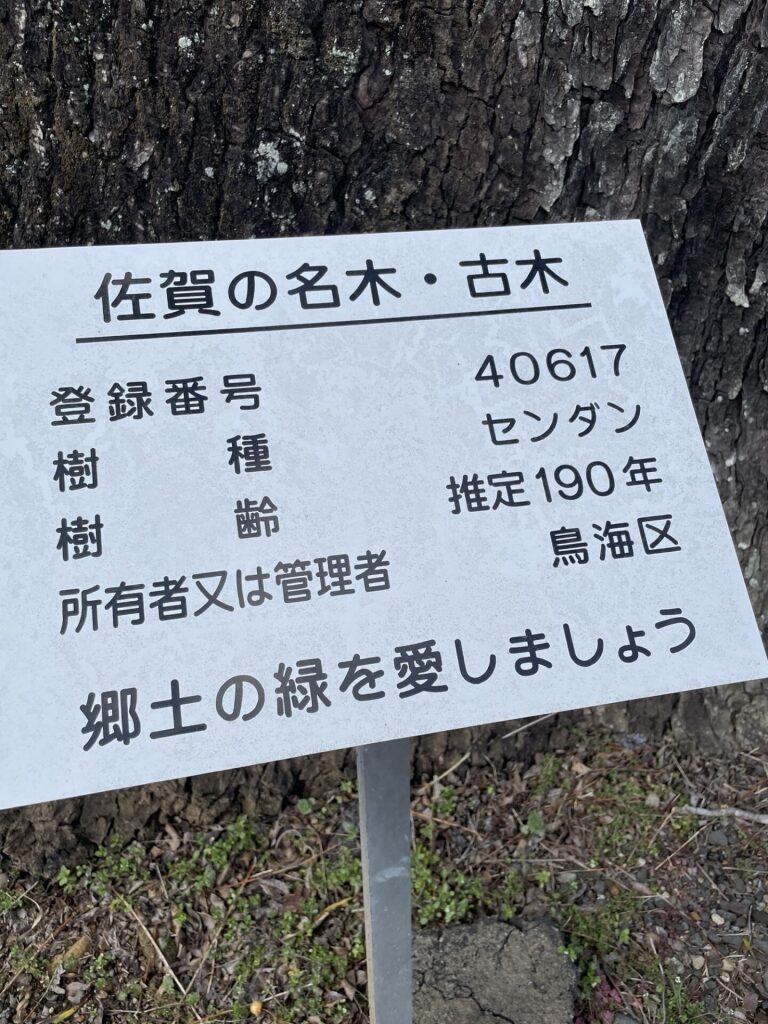 佐賀の名木・古木
登録番号 40617
樹種 センダン
樹齢 推定190年
所有者又は管理者 鳥海区
郷土の緑を愛しましょう